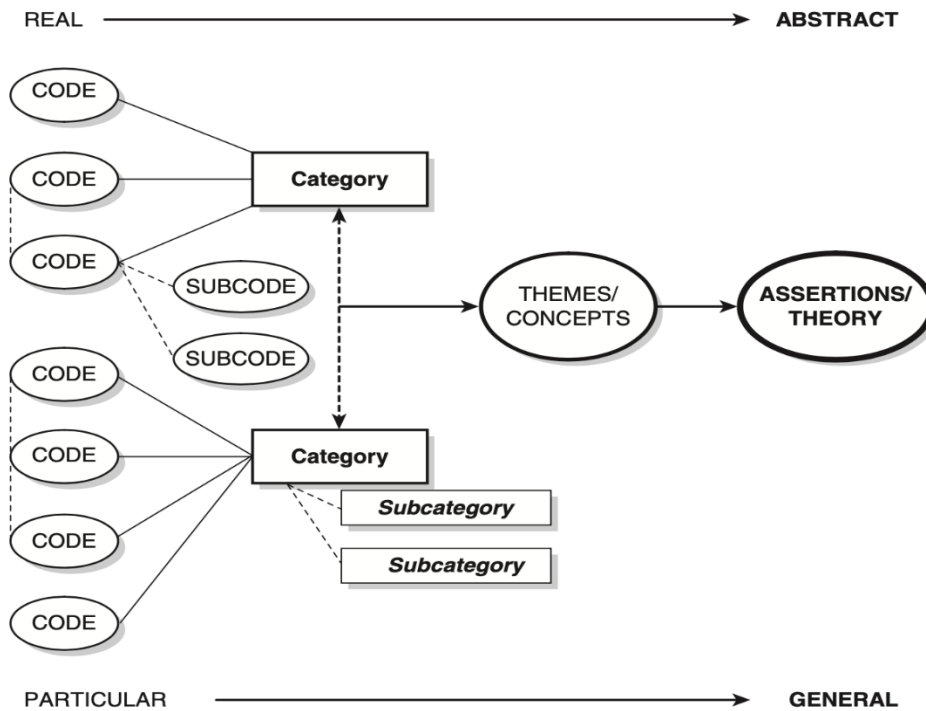 REAL
ABSTRACT
CODE
CODE
Category
CODE
SUBCODE
SUBCODE
THEMES/
CONCEPTS
ASSERTIONS/
THEORY
CODE
CODE
Category
Subcategory
CODE
Subcategory
CODE
PARTICULAR
GENERAL